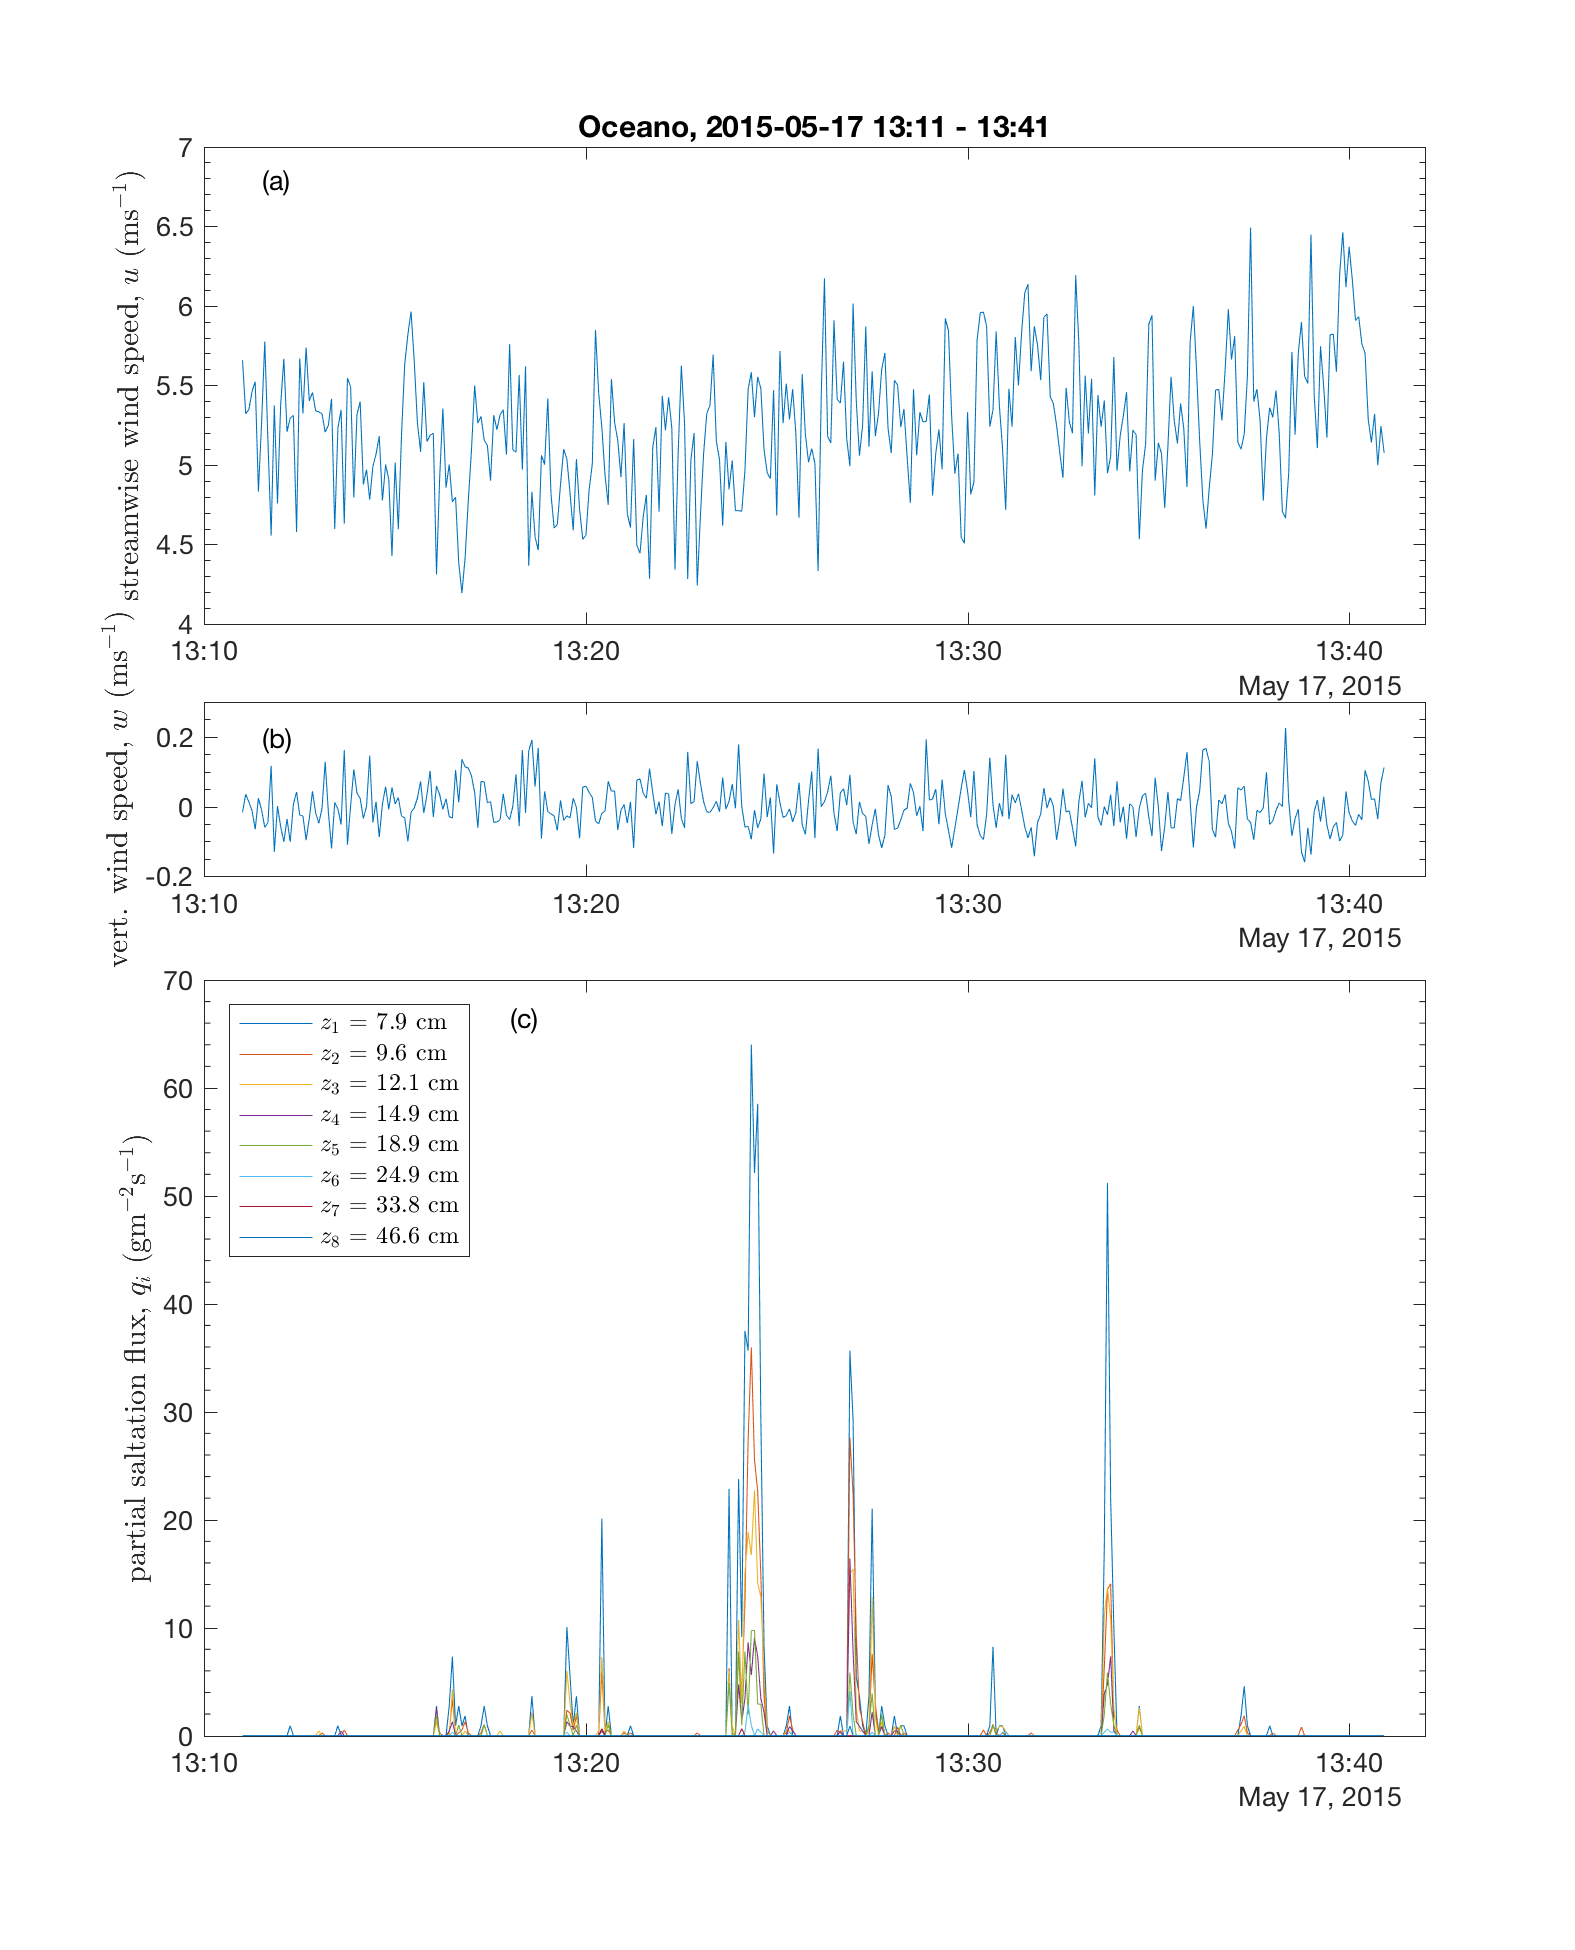 Oceano, 2015-05-17 13:11 - 13:41
(a)
streamwise wind speed, u (ms⁻¹)
7
6.5
6
5.5
5
4.5
4
13:10 13:20 13:30 13:40
May 17, 2015
(b)
vert. wind speed, w (ms⁻¹)
0.2
0
-0.2
13:10 13:20 13:30 13:40
May 17, 2015
(c)
partial saltation flux, qᵢ (gm⁻²s⁻¹)
70
60
50
40
30
20
10
0
z₁ = 7.9 cm
z₂ = 9.6 cm
z₃ = 12.1 cm
z₄ = 14.9 cm
z₅ = 18.9 cm
z₆ = 24.9 cm
z₇ = 33.8 cm
z₈ = 46.6 cm
13:10 13:20 13:30 13:40
May 17, 2015